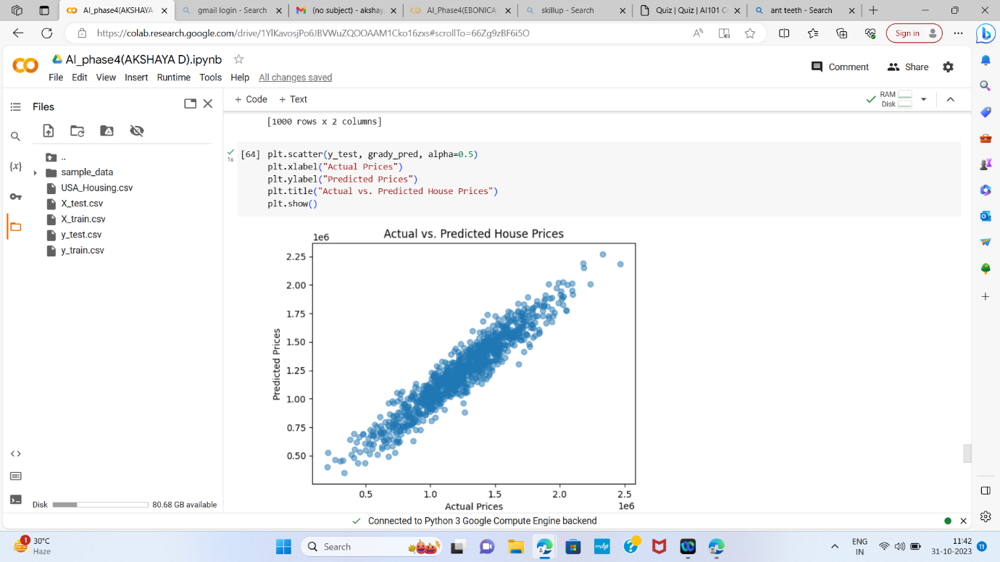 AI_phase4(AKSHAYA
gmail login - Search
(no subject) - akshay
AI_Phase4(EBONICA
skillup - Search
Quiz | Quiz | AI101 C
ant teeth - Search
https://colab.research.google.com/drive/1YlKavosjPo6JBVWuZQOOAAM1Cko16zxs#scrollTo=66Zg9zBF6i5O
Sign in
AI_phase4(AKSHAYA D).ipynb
File Edit View Insert Runtime Tools Help All changes saved
Comment
Share
Files
+ Code + Text
RAM
Disk
..
sample_data
USA_Housing.csv
X_test.csv
X_train.csv
y_test.csv
y_train.csv
{x}
Disk
80.68 GB available
[1000 rows x 2 columns]
1s
[64] plt.scatter(y_test, grady_pred, alpha=0.5)
plt.xlabel("Actual Prices")
plt.ylabel("Predicted Prices")
plt.title("Actual vs. Predicted House Prices")
plt.show()
1e6
Actual vs. Predicted House Prices
2.25
2.00
1.75
1.50
1.25
1.00
0.75
0.50
Predicted Prices
0.5 1.0 1.5 2.0 2.5
Actual Prices
1e6
Connected to Python 3 Google Compute Engine backend
1
30°C
Haze
Search
myhp
ENG
IN
11:42
31-10-2023
11